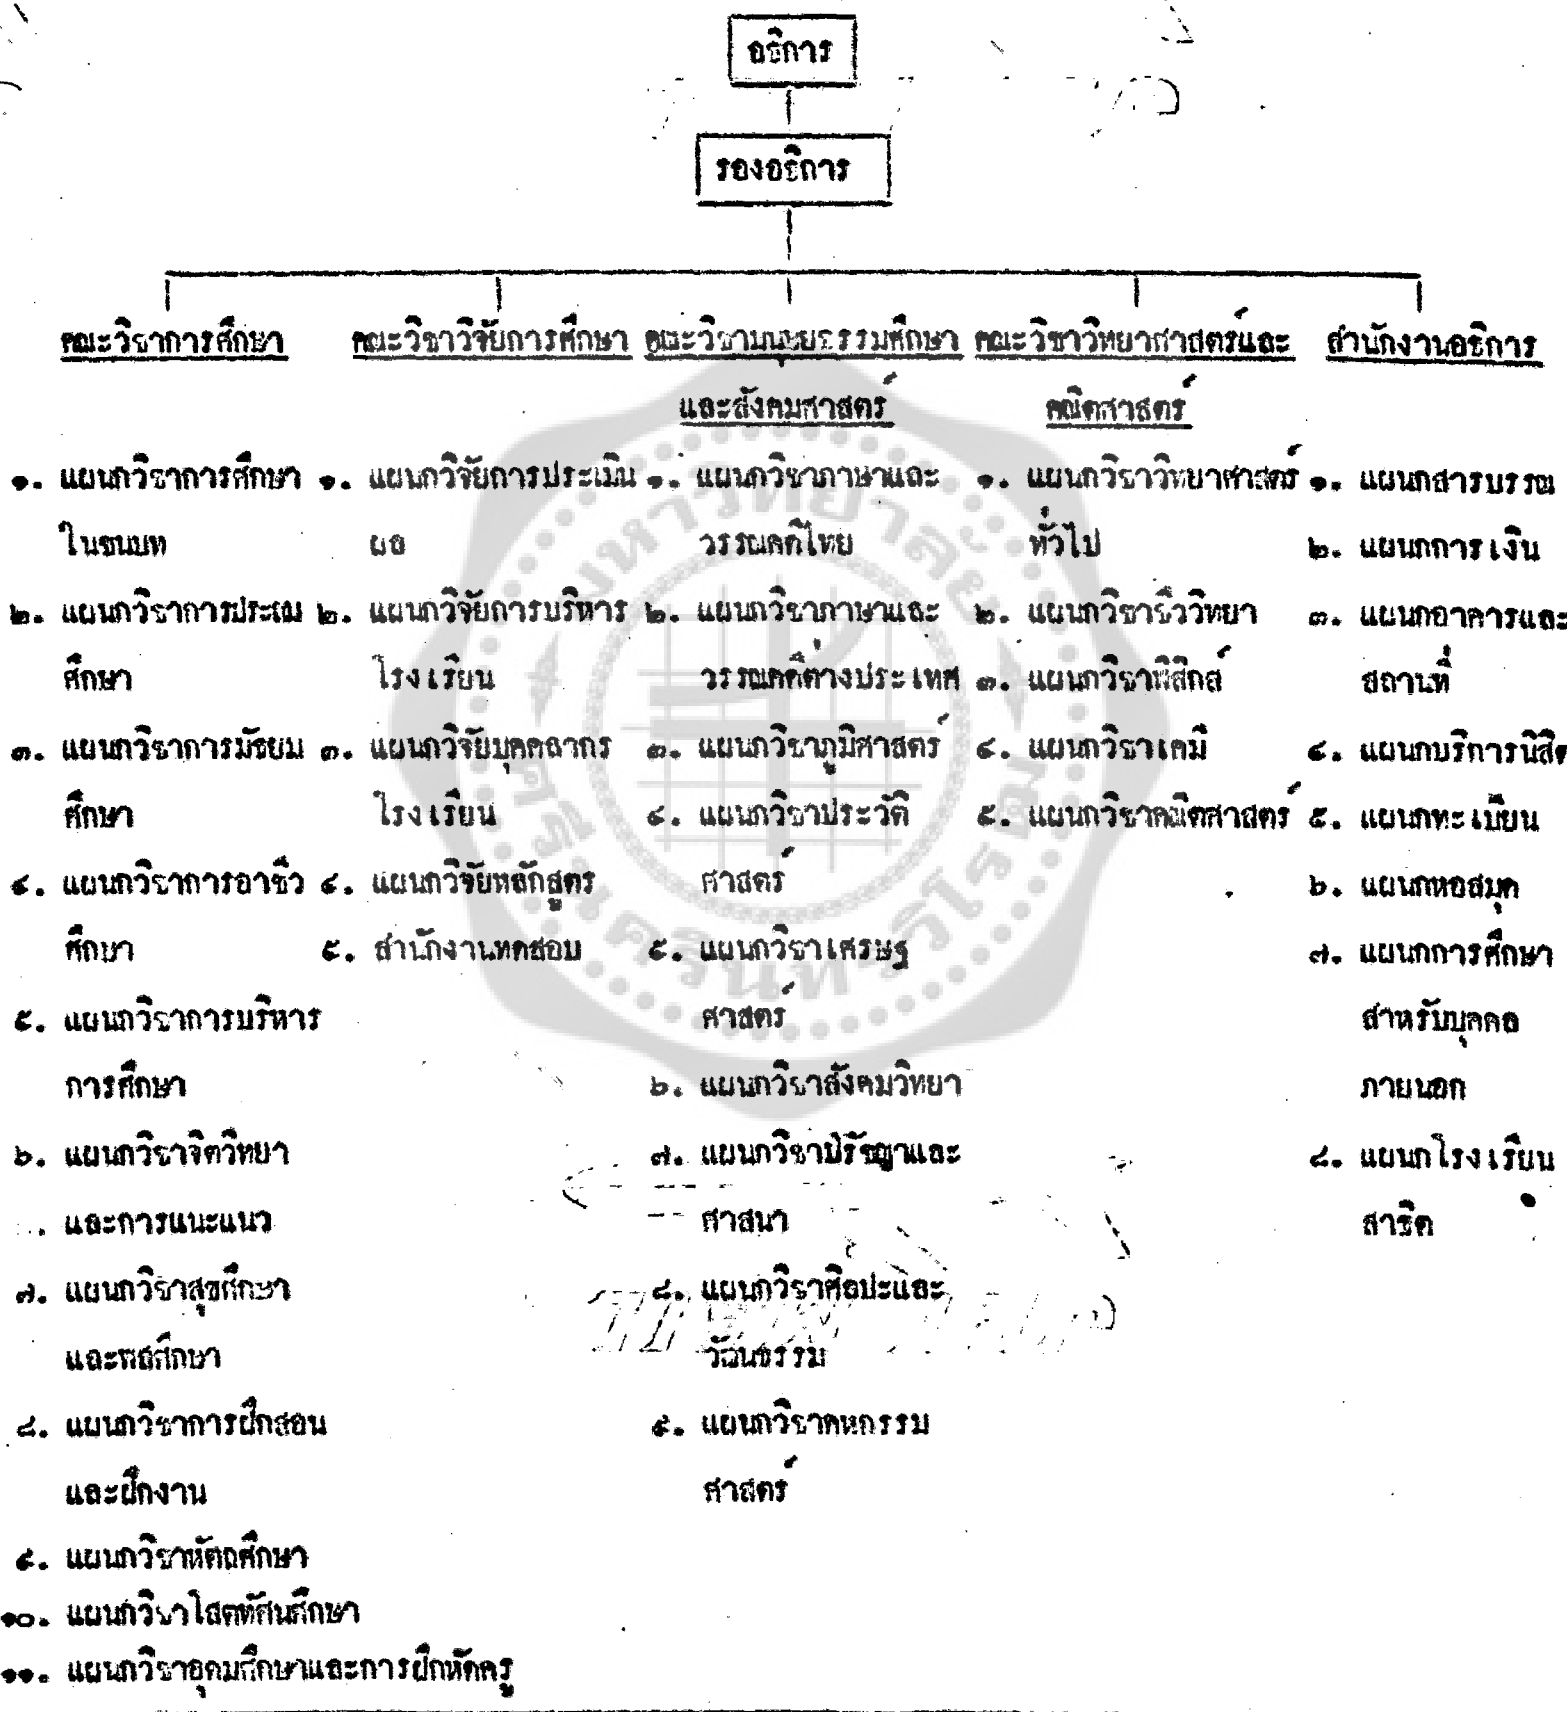 อธิการ
รองอธิการ
คณะวิชาการศึกษา
๑. แผนกวิชาการศึกษา
ในชนบท
๒. แผนกวิชาการประถม
ศึกษา
๓. แผนกวิชาการมัธยม
ศึกษา
๔. แผนกวิชาการอาชีว
ศึกษา
๕. แผนกวิชาการบริหาร
การศึกษา
๖. แผนกวิชาจิตวิทยา
และการแนะแนว
๗. แผนกวิชาสุขศึกษา
และพลศึกษา
๘. แผนกวิชาการฝึกสอน
และฝึกงาน
๙. แผนกวิชาหัตถศึกษา
๑๐. แผนกวิชาโสตทัศนศึกษา
๑๑. แผนกวิชาอุดมศึกษาและการฝึกหัดครู
คณะวิชาวิจัยการศึกษา
๑. แผนกวิจัยการประเมิน
ผล
๒. แผนกวิจัยการบริหาร
โรงเรียน
๓. แผนกวิจัยบุคคลากร
โรงเรียน
๔. แผนกวิจัยหลักสูตร
๕. สำนักงานทดสอบ
คณะวิชามนุษยธรรมศึกษา
และสังคมศาสตร์
๑. แผนกวิชาภาษาและ
วรรณคดีไทย
๒. แผนกวิชาภาษาและ
วรรณคดีต่างประเทศ
๓. แผนกวิชาภูมิศาสตร์
๔. แผนกวิชาประวัติ
ศาสตร์
๕. แผนกวิชาเศรษฐ
ศาสตร์
๖. แผนกวิชาสังคมวิทยา
๗. แผนกวิชาปรัชญาและ
ศาสนา
๘. แผนกวิชาศิลปะและ
วัฒนธรรม
๙. แผนกวิชาคหกรรม
ศาสตร์
คณะวิชาวิทยาศาสตร์และ
คณิตศาสตร์
๑. แผนกวิชาวิทยาศาสตร์
ทั่วไป
๒. แผนกวิชาชีววิทยา
๓. แผนกวิชาฟิสิกส์
๔. แผนกวิชาเคมี
๕. แผนกวิชาคณิตศาสตร์
สำนักงานอธิการ
๑. แผนกสารบรรณ
๒. แผนกการเงิน
๓. แผนกอาคารและ
สถานที่
๔. แผนกบริการนิสิต
๕. แผนกทะเบียน
๖. แผนกหอสมุด
๗. แผนกการศึกษา
สำหรับบุคคล
ภายนอก
๘. แผนกโรงเรียน
สาธิต
มหาวิทยาลัย
ศรีนครินทรวิโรฒ